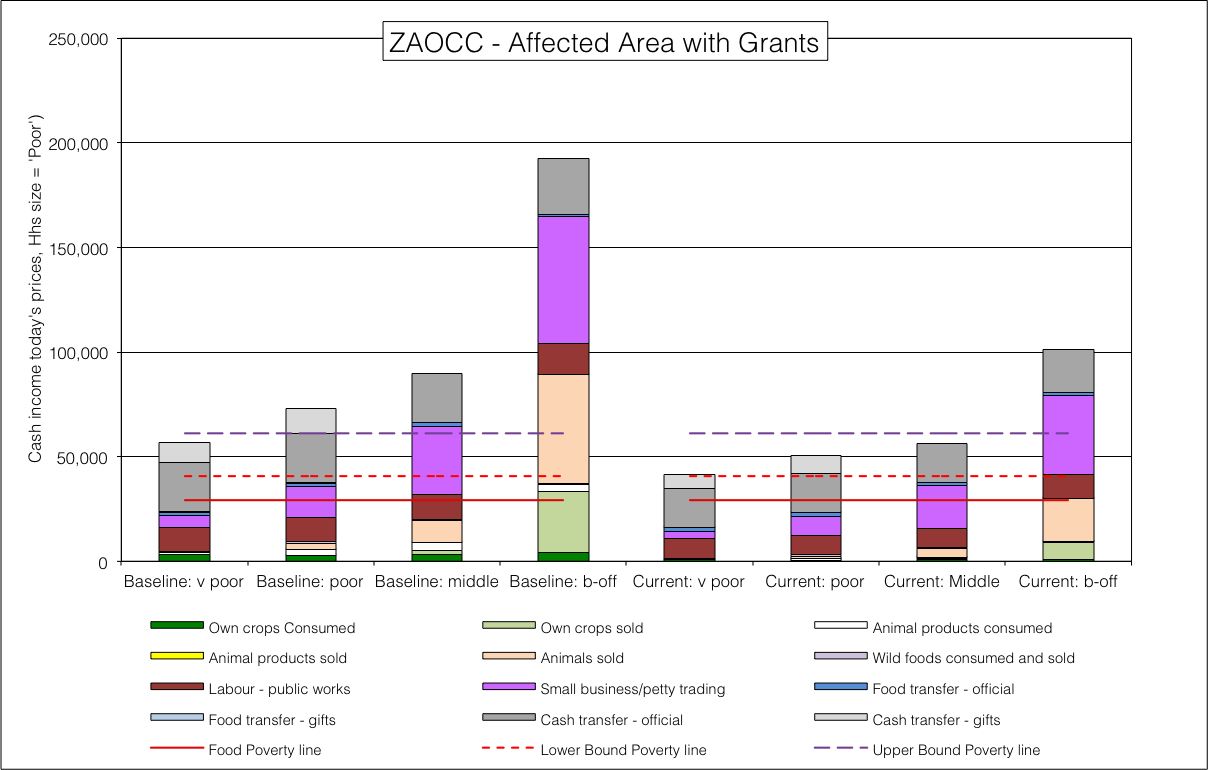 ZAOCC - Affected Area with Grants
Cash income today's prices, Hhs size = 'Poor')
250,000
200,000
150,000
100,000
50,000
0
Baseline: v poor Baseline: poor Baseline: middle Baseline: b-off Current: v poor Current: poor Current: Middle Current: b-off
Own crops Consumed Own crops sold Animal products consumed
Animal products sold Animals sold Wild foods consumed and sold
Labour - public works Small business/petty trading Food transfer - official
Food transfer - gifts Cash transfer - official Cash transfer - gifts
Food Poverty line Lower Bound Poverty line Upper Bound Poverty line